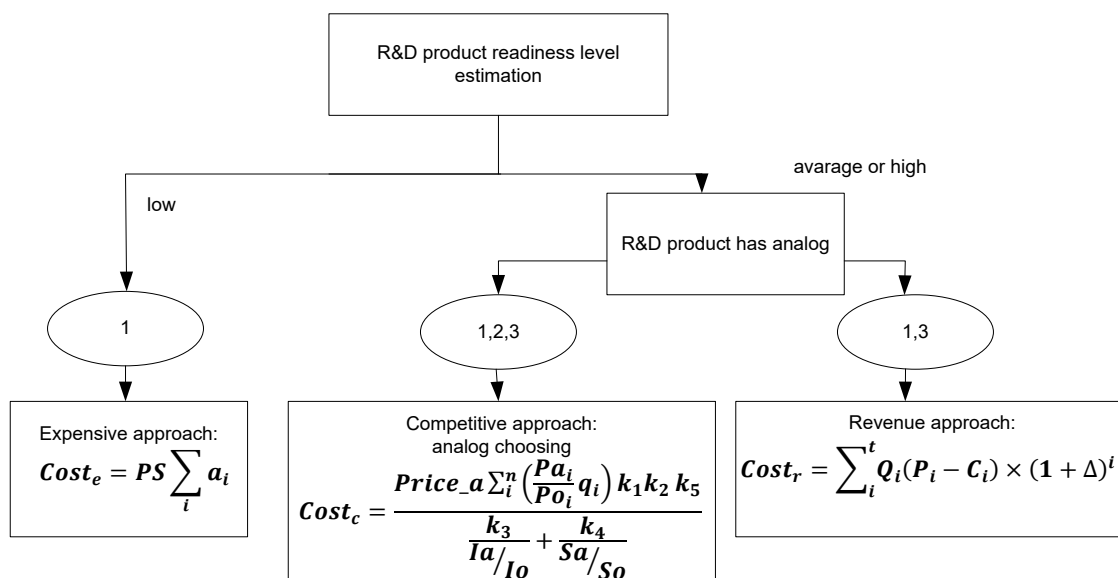 R&D product readiness level
estimation
avarage or high
low
R&D product has analog
1
1,2,3
1,3
Expensive approach:
Cost_e = PS ∑_i a_i
Competitive approach:
analog choosing
Cost_c = (Price_a ∑_i^n (Pa_i/Po_i q_i) k_1 k_2 k_5) / (k_3/(Ia/Io) + k_4/(Sa/So))
Revenue approach:
Cost_r = ∑_i^t Q_i(P_i − C_i) × (1 + Δ)^i